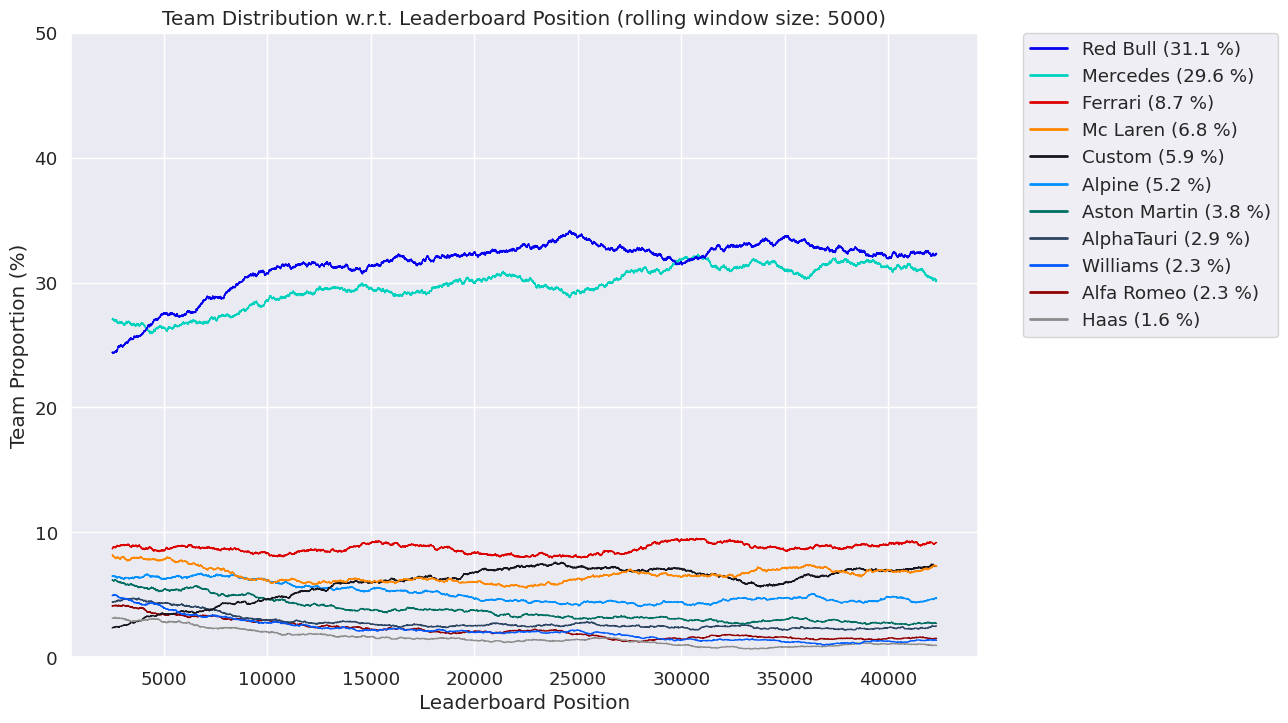 Team Distribution w.r.t. Leaderboard Position (rolling window size: 5000)
50
40
30
20
10
0
Team Proportion (%)
5000 10000 15000 20000 25000 30000 35000 40000
Leaderboard Position
Red Bull (31.1 %)
Mercedes (29.6 %)
Ferrari (8.7 %)
Mc Laren (6.8 %)
Custom (5.9 %)
Alpine (5.2 %)
Aston Martin (3.8 %)
AlphaTauri (2.9 %)
Williams (2.3 %)
Alfa Romeo (2.3 %)
Haas (1.6 %)